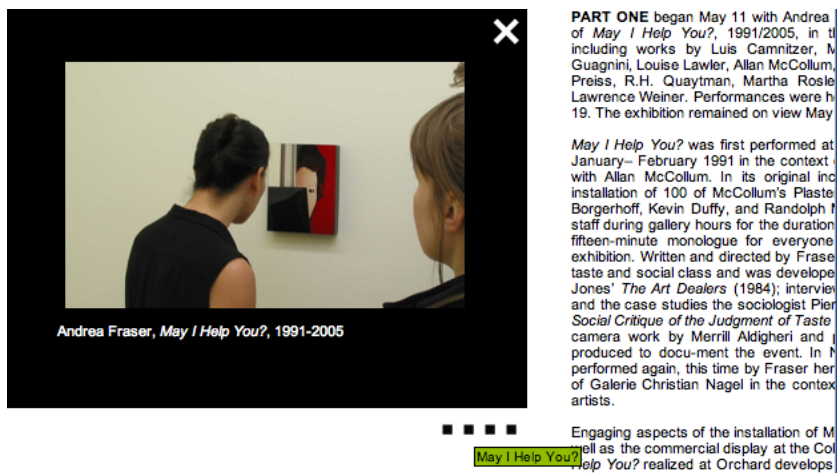 Andrea Fraser, May I Help You?, 1991-2005
May I Help You?
PART ONE began May 11 with Andrea
of May I Help You?, 1991/2005, in
including works by Luis Camnitzer,
Guagnini, Louise Lawler, Allan McCollum,
Preiss, R.H. Quaytman, Martha Rosle
Lawrence Weiner. Performances were
19. The exhibition remained on view May
May I Help You? was first performed at
January– February 1991 in the context
with Allan McCollum. In its original inc
installation of 100 of McCollum's Plaste
Borgerhoff, Kevin Duffy, and Randolph
staff during gallery hours for the duration
fifteen-minute monologue for everyone
exhibition. Written and directed by Frase
taste and social class and was develope
Jones' The Art Dealers (1984); intervie
and the case studies the sociologist Pier
Social Critique of the Judgment of Taste
camera work by Merrill Aldigheri and
produced to docu-ment the event. In
performed again, this time by Fraser her
of Galerie Christian Nagel in the contex
artists.
Engaging aspects of the installation of M
well as the commercial display at the Col
Help You? realized at Orchard develops